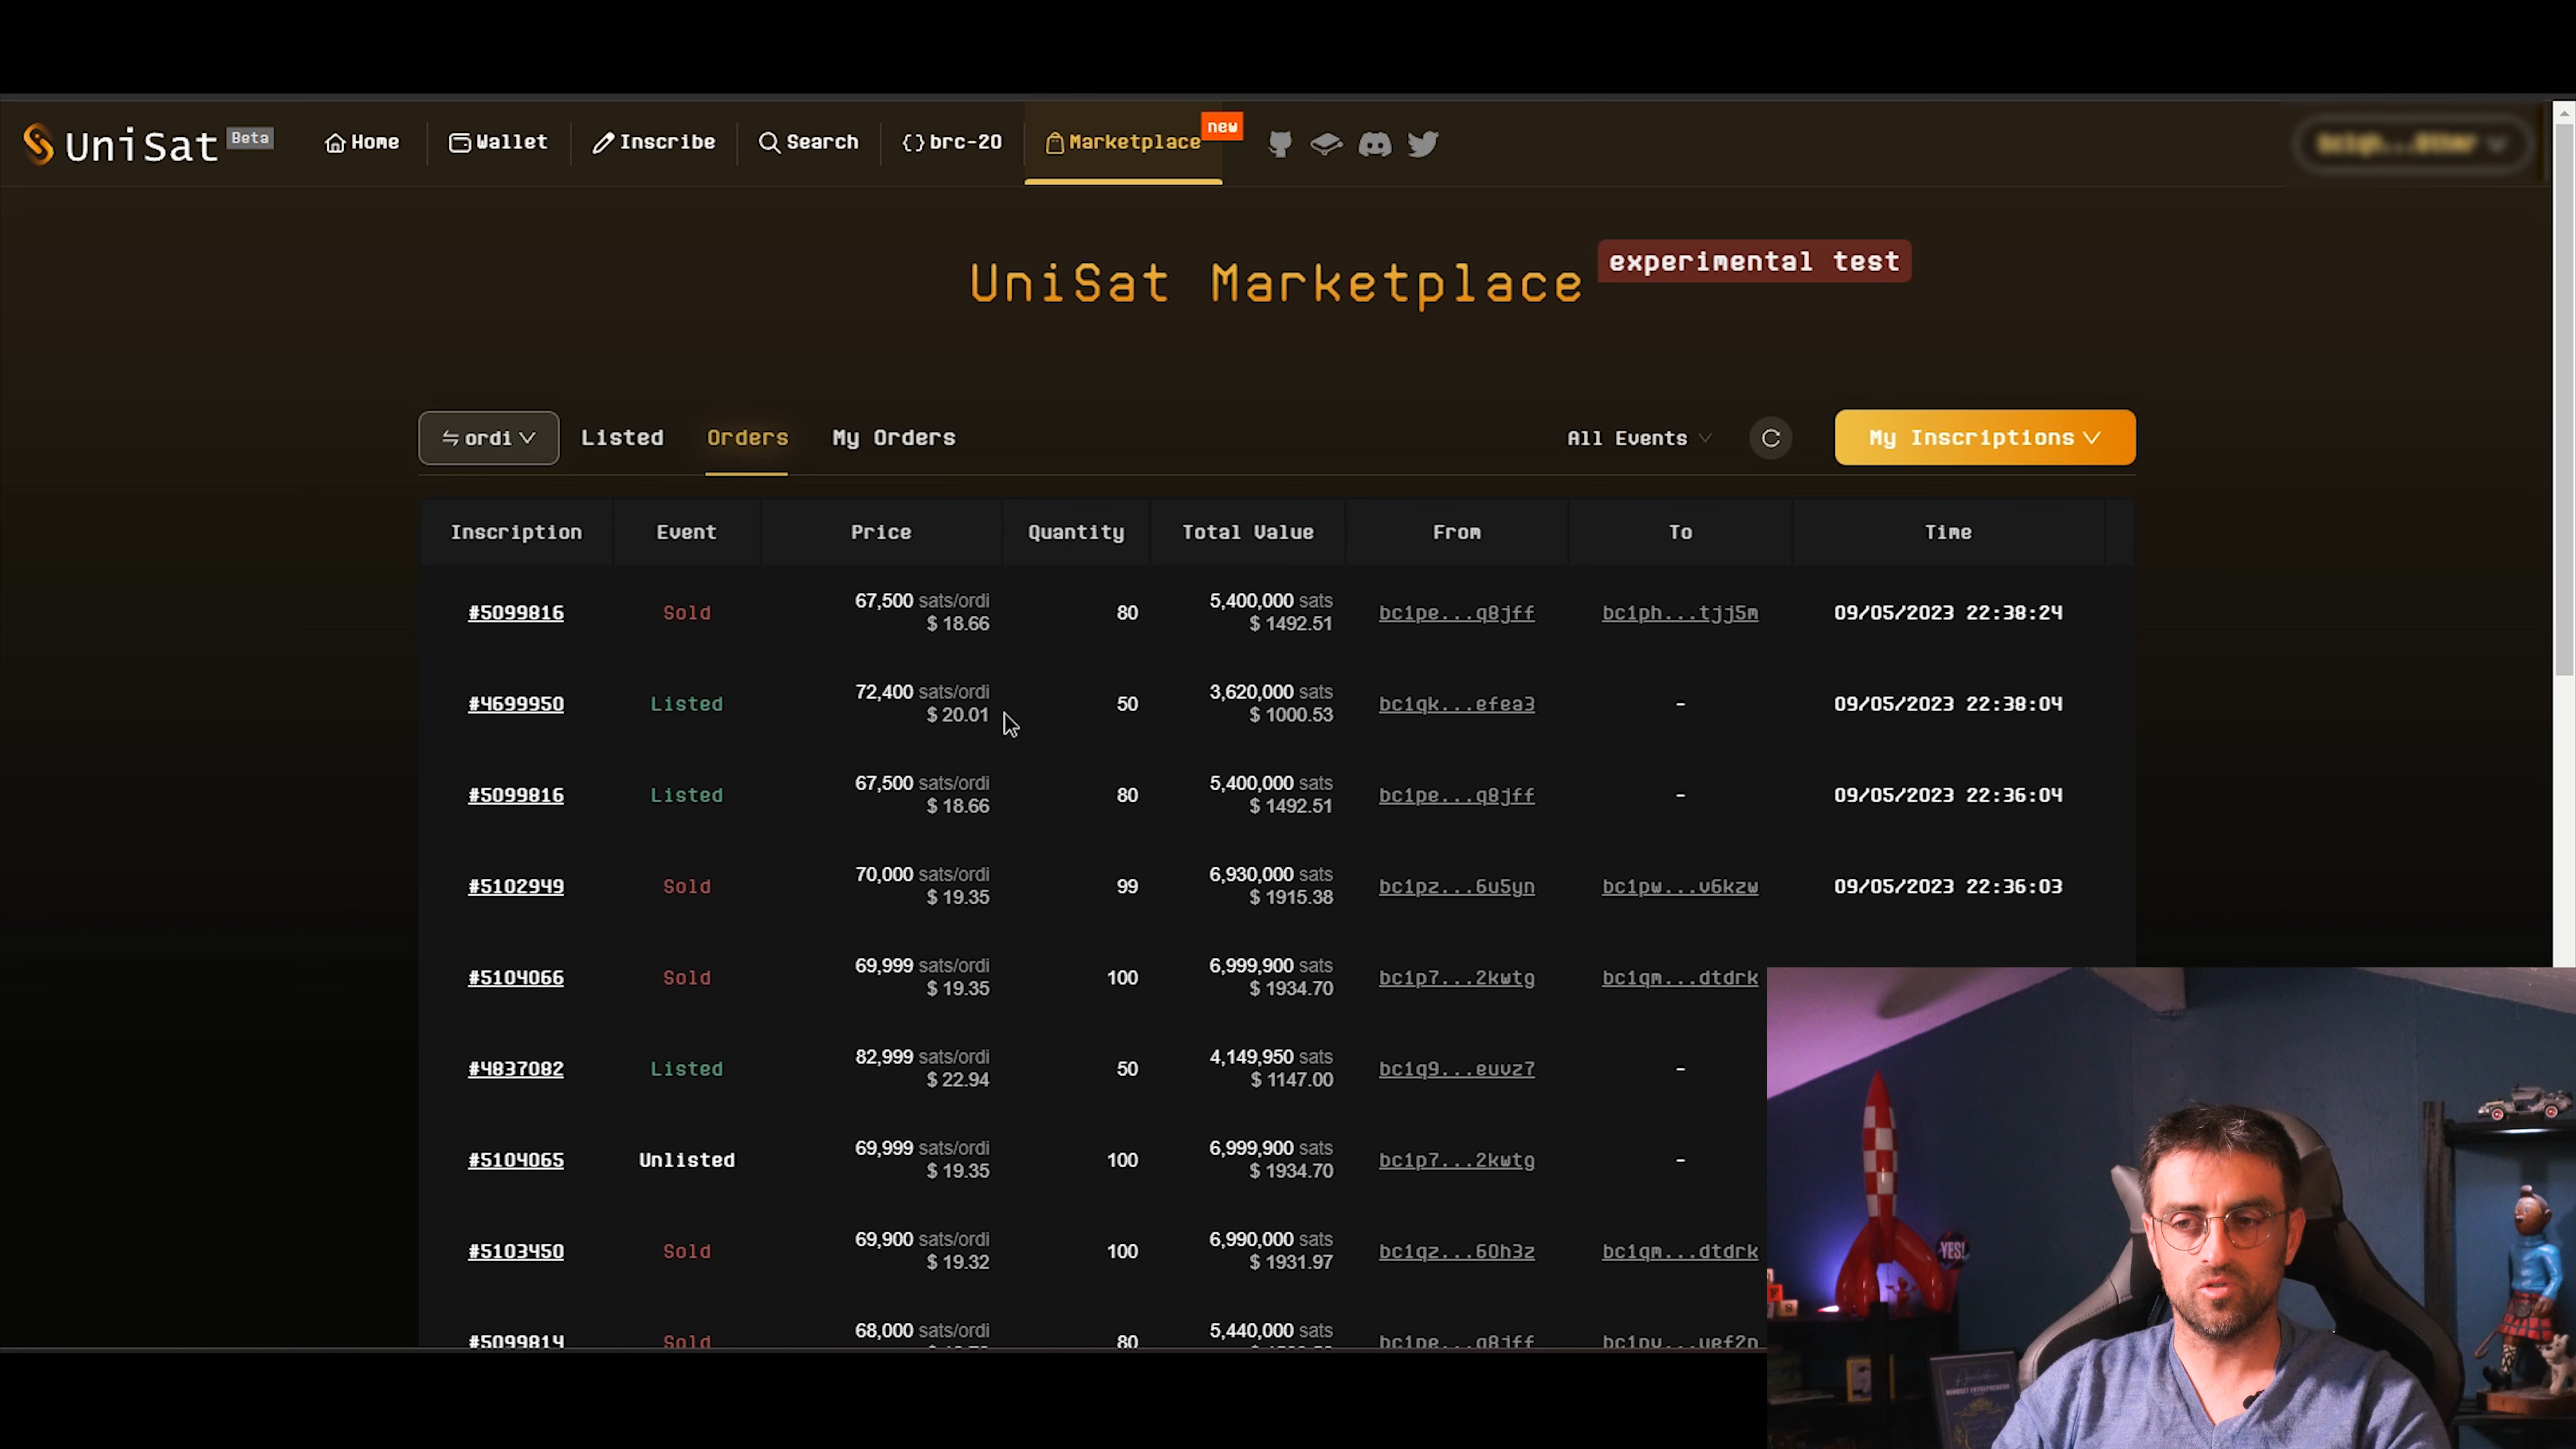 UniSat Beta Home Wallet Inscribe Search brc-20 Marketplace new
UniSat Marketplace experimental test
ordi Listed Orders My Orders All Events My Inscriptions
Inscription Event Price Quantity Total Value From To Time
#5099816 Sold 67,500 sats/ordi $ 18.66 80 5,400,000 sats $ 1492.51 bc1pe...q8jff bc1ph...tjj5m 09/05/2023 22:38:24
#4699950 Listed 72,400 sats/ordi $ 20.01 50 3,620,000 sats $ 1000.53 bc1qk...efea3 - 09/05/2023 22:38:04
#5099816 Listed 67,500 sats/ordi $ 18.66 80 5,400,000 sats $ 1492.51 bc1pe...q8jff - 09/05/2023 22:36:04
#5102949 Sold 70,000 sats/ordi $ 19.35 99 6,930,000 sats $ 1915.38 bc1pz...6u5yn bc1pw...v6kzw 09/05/2023 22:36:03
#5104066 Sold 69,999 sats/ordi $ 19.35 100 6,999,900 sats $ 1934.70 bc1p7...2kwtg bc1qm...dtdrk
#4837082 Listed 82,999 sats/ordi $ 22.94 50 4,149,950 sats $ 1147.00 bc1q9...euvz7 -
#5104065 Unlisted 69,999 sats/ordi $ 19.35 100 6,999,900 sats $ 1934.70 bc1p7...2kwtg -
#5103450 Sold 69,900 sats/ordi $ 19.32 100 6,990,000 sats $ 1931.97 bc1qz...60h3z bc1qm...dtdrk
#5099814 Sold 68,000 sats/ordi 80 5,440,000 sats bc1pe...q8jff
YES!
MINDSET ENTREPRENEUR